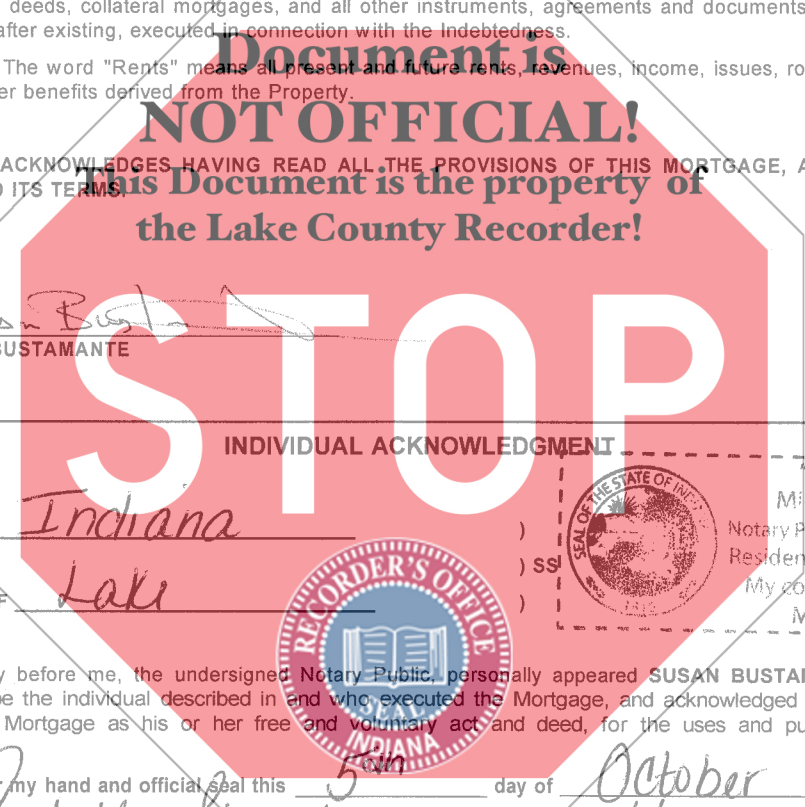 deeds, collateral mortgages, and all other instruments, agreements and documents
after existing, executed in connection with the Indebtedness.
Document is
The word "Rents" means all present and future rents, revenues, income, issues, ro
er benefits derived from the Property.
NOT OFFICIAL!
ACKNOWLEDGES HAVING READ ALL THE PROVISIONS OF THIS MORTGAGE, A
D ITS TERMS.
This Document is the property of
the Lake County Recorder!
STOP
BUSTAMANTE
INDIVIDUAL ACKNOWLEDGMENT
SEAL OF THE STATE OF IN
Mi
Indiana )
Notary P
) SS
Residen
F Lake )
My co
M
RECORDER'S OFFICE
SEAL
INDIANA
y before me, the undersigned Notary Public, personally appeared SUSAN BUSTA
be the individual described in and who executed the Mortgage, and acknowledged
Mortgage as his or her free and voluntary act and deed, for the uses and pu
r my hand and official seal this 5th day of October